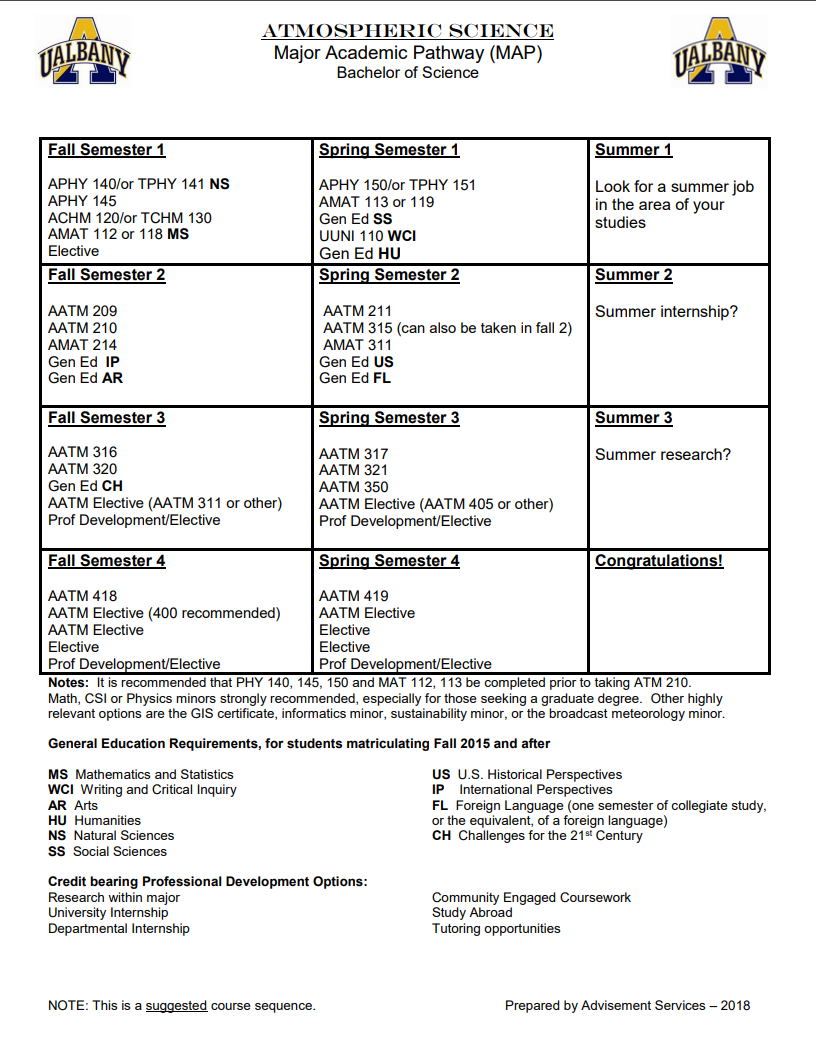 UALBANY
ATMOSPHERIC SCIENCE
Major Academic Pathway (MAP)
Bachelor of Science
UALBANY
Fall Semester 1
APHY 140/or TPHY 141 NS
APHY 145
ACHM 120/or TCHM 130
AMAT 112 or 118 MS
Elective
Spring Semester 1
APHY 150/or TPHY 151
AMAT 113 or 119
Gen Ed SS
UUNI 110 WCI
Gen Ed HU
Summer 1
Look for a summer job
in the area of your
studies
Fall Semester 2
AATM 209
AATM 210
AMAT 214
Gen Ed IP
Gen Ed AR
Spring Semester 2
AATM 211
AATM 315 (can also be taken in fall 2)
AMAT 311
Gen Ed US
Gen Ed FL
Summer 2
Summer internship?
Fall Semester 3
AATM 316
AATM 320
Gen Ed CH
AATM Elective (AATM 311 or other)
Prof Development/Elective
Spring Semester 3
AATM 317
AATM 321
AATM 350
AATM Elective (AATM 405 or other)
Prof Development/Elective
Summer 3
Summer research?
Fall Semester 4
AATM 418
AATM Elective (400 recommended)
AATM Elective
Elective
Prof Development/Elective
Spring Semester 4
AATM 419
AATM Elective
Elective
Elective
Prof Development/Elective
Congratulations!
Notes: It is recommended that PHY 140, 145, 150 and MAT 112, 113 be completed prior to taking ATM 210.
Math, CSI or Physics minors strongly recommended, especially for those seeking a graduate degree. Other highly
relevant options are the GIS certificate, informatics minor, sustainability minor, or the broadcast meteorology minor.
General Education Requirements, for students matriculating Fall 2015 and after
MS Mathematics and Statistics
WCI Writing and Critical Inquiry
AR Arts
HU Humanities
NS Natural Sciences
SS Social Sciences
US U.S. Historical Perspectives
IP International Perspectives
FL Foreign Language (one semester of collegiate study,
or the equivalent, of a foreign language)
CH Challenges for the 21st Century
Credit bearing Professional Development Options:
Research within major
University Internship
Departmental Internship
Community Engaged Coursework
Study Abroad
Tutoring opportunities
NOTE: This is a suggested course sequence.
Prepared by Advisement Services – 2018